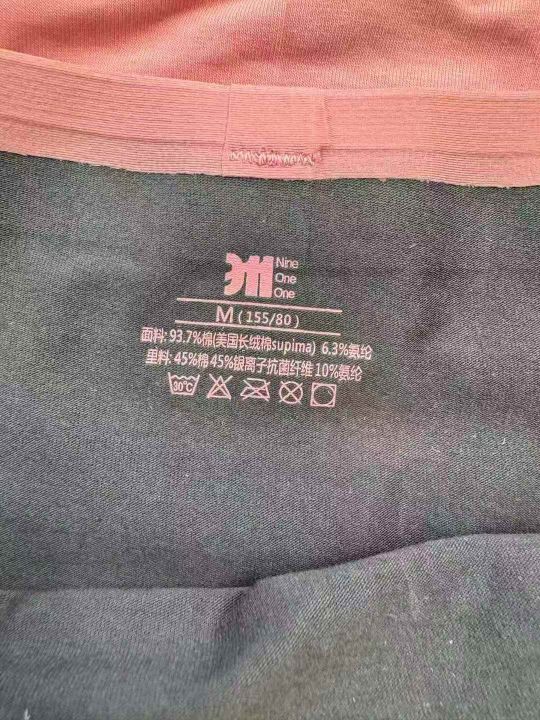 Nine
One
One
M(155/80)
面料: 93.7%棉(美国长绒棉supima) 6.3%氨纶
里料: 45%棉 45%银离子抗菌纤维 10%氨纶
30℃